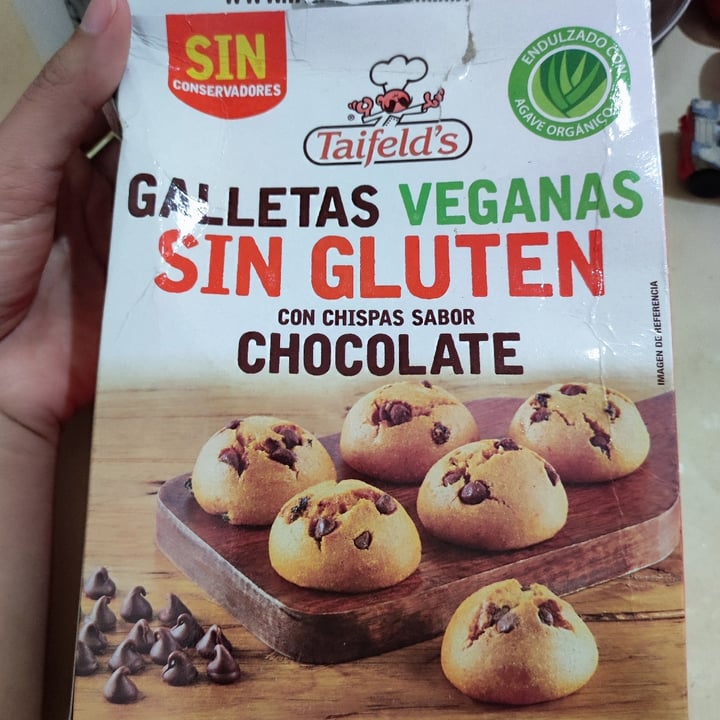 SIN
CONSERVADORES
ENDULZADO CON
AGAVE ORGÁNICO
Taifeld's
®
GALLETAS VEGANAS
SIN GLUTEN
CON CHISPAS SABOR
CHOCOLATE
IMAGEN DE REFERENCIA